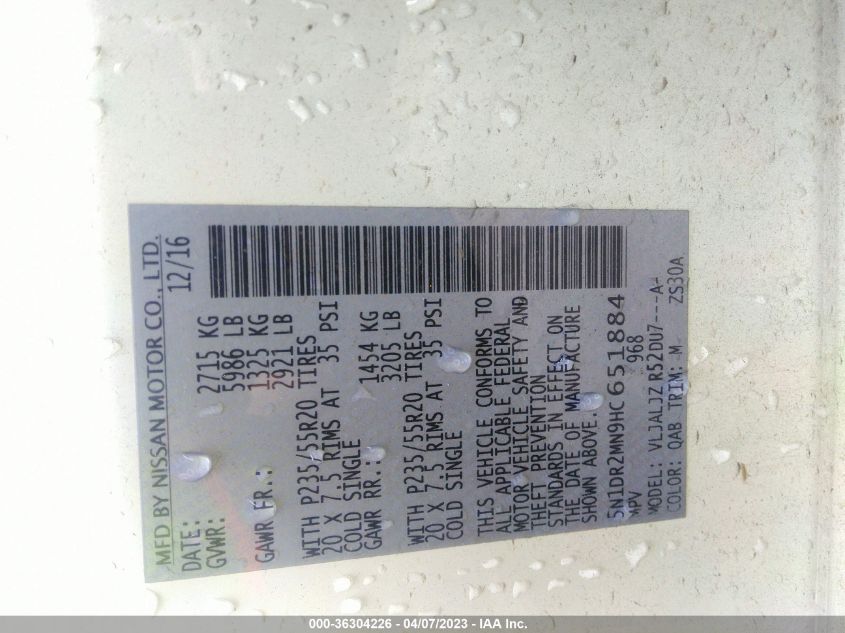 MFD BY NISSAN MOTOR CO., LTD.
DATE: 12/16
GVWR: 2715 KG
5986 LB
GAWR FR.: 1325 KG
2921 LB
WITH P235/55R20 TIRES
20 X 7.5 RIMS AT 35 PSI
COLD SINGLE
GAWR RR.: 1454 KG
3205 LB
WITH P235/55R20 TIRES
20 X 7.5 RIMS AT 35 PSI
COLD SINGLE
THIS VEHICLE CONFORMS TO
ALL APPLICABLE FEDERAL
MOTOR VEHICLE SAFETY AND
THEFT PREVENTION
STANDARDS IN EFFECT ON
THE DATE OF MANUFACTURE
SHOWN ABOVE.
5N1DR2MN9HC651884
MPV 968
MODEL: VLJALJZ R52DU7---A-
COLOR: QAB TRIM: M ZS30A
000-36304226 - 04/07/2023 - IAA Inc.